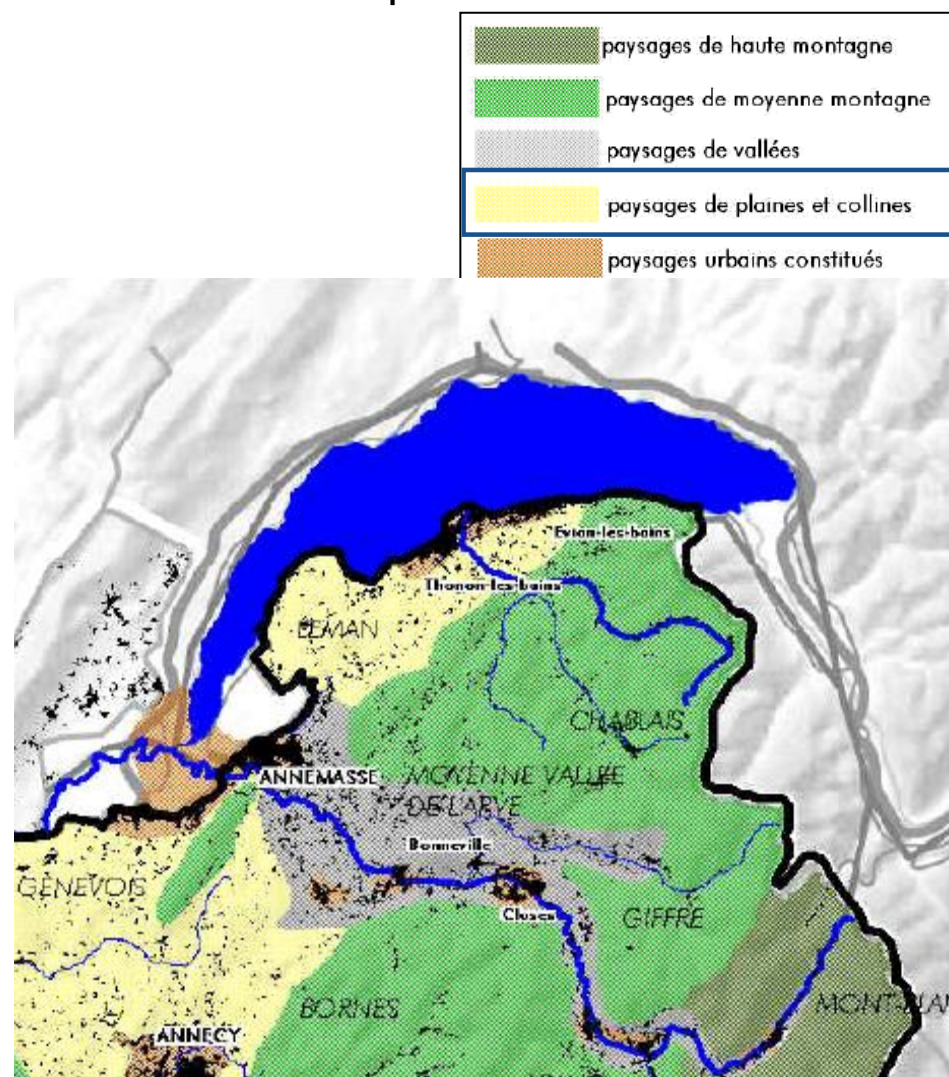 paysages de haute montagne
paysages de moyenne montagne
paysages de vallées
paysages de plaines et collines
paysages urbains constitués
Evian-les-bains
Thonon-les-bains
LEMAN
CHABLAIS
ANNEMASSE
MOYENNE VALLEE
DE L'ARVE
Bonneville
GENEVOIS
Cluses
GIFFRE
BORNES
MONT-BLA
ANNECY